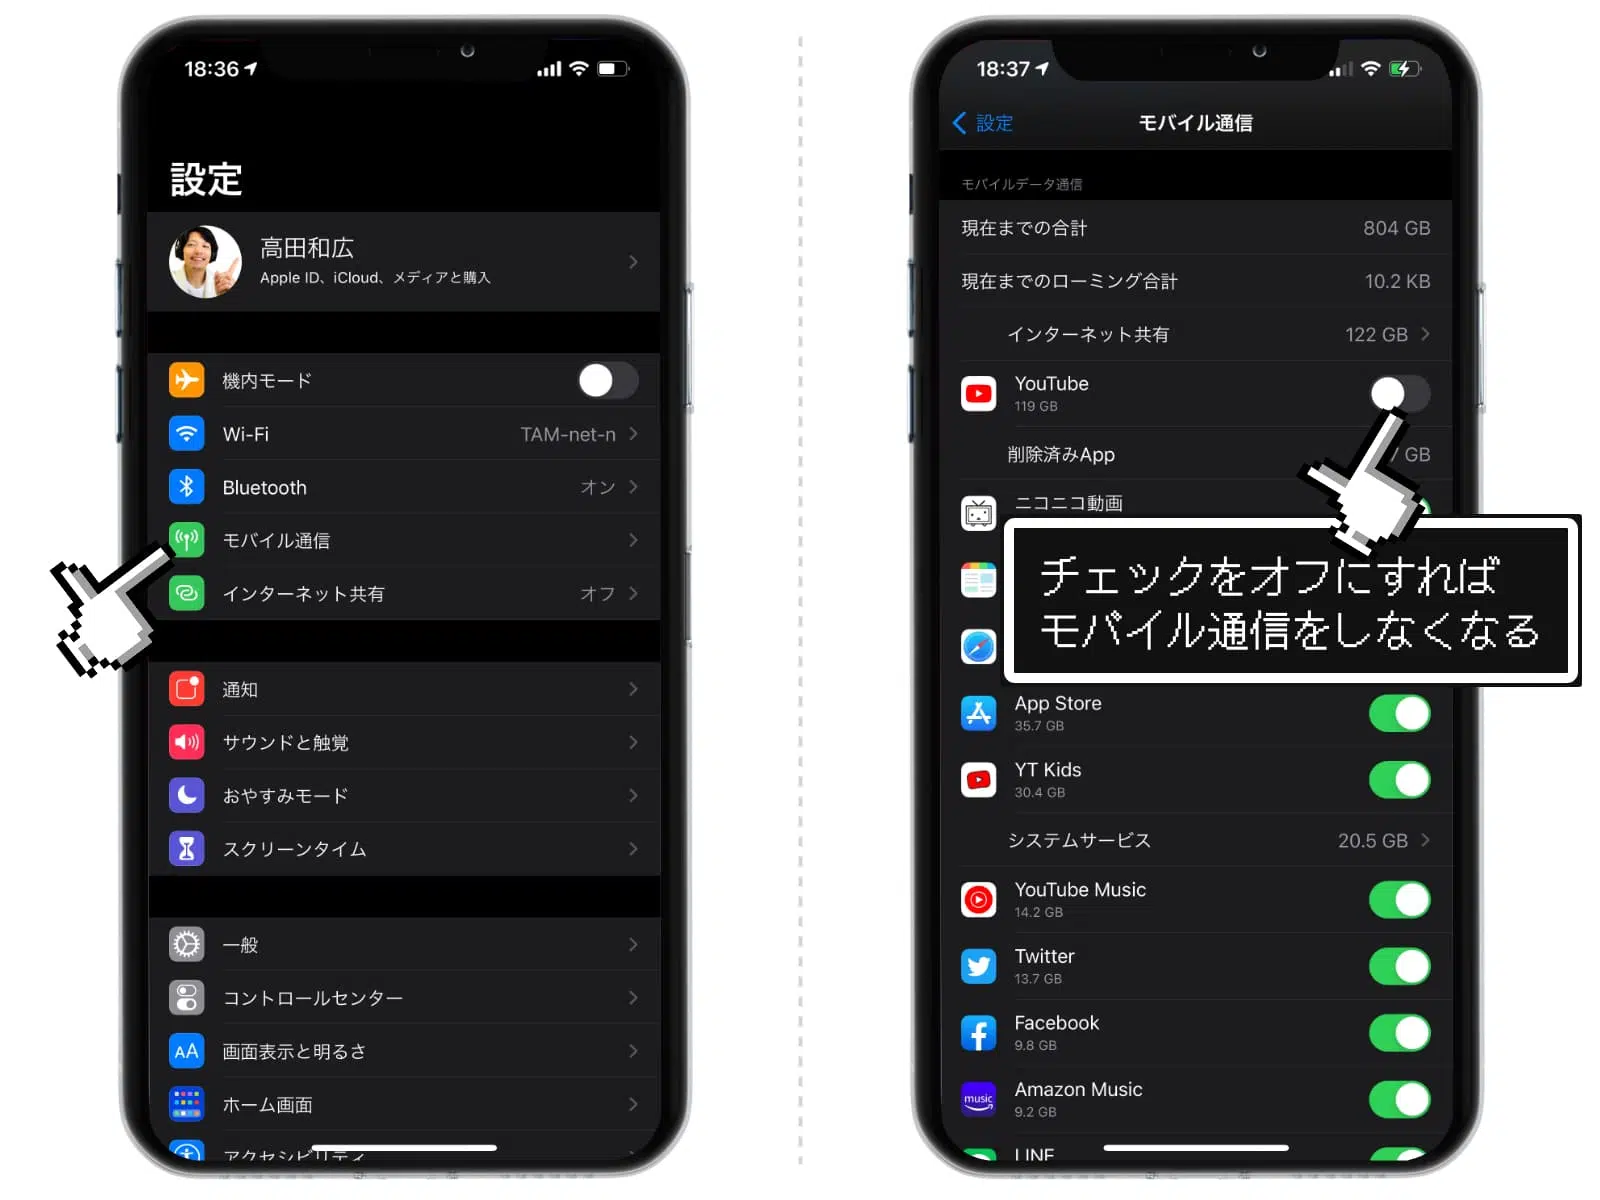 18:36
設定
高田和広
Apple ID、iCloud、メディアと購入
機内モード
Wi-Fi TAM-net-n
Bluetooth オン
モバイル通信
インターネット共有 オフ
通知
サウンドと触覚
おやすみモード
スクリーンタイム
一般
コントロールセンター
AA 画面表示と明るさ
ホーム画面
アクセシビリティ
18:37
設定 モバイル通信
モバイルデータ通信
現在までの合計 804 GB
現在までのローミング合計 10.2 KB
インターネット共有 122 GB
YouTube
119 GB
削除済みApp GB
ニコニコ動画
チェックをオフにすれば
モバイル通信をしなくなる
App Store
35.7 GB
YT Kids
30.4 GB
システムサービス 20.5 GB
YouTube Music
14.2 GB
Twitter
13.7 GB
Facebook
9.8 GB
music Amazon Music
9.2 GB
LINE